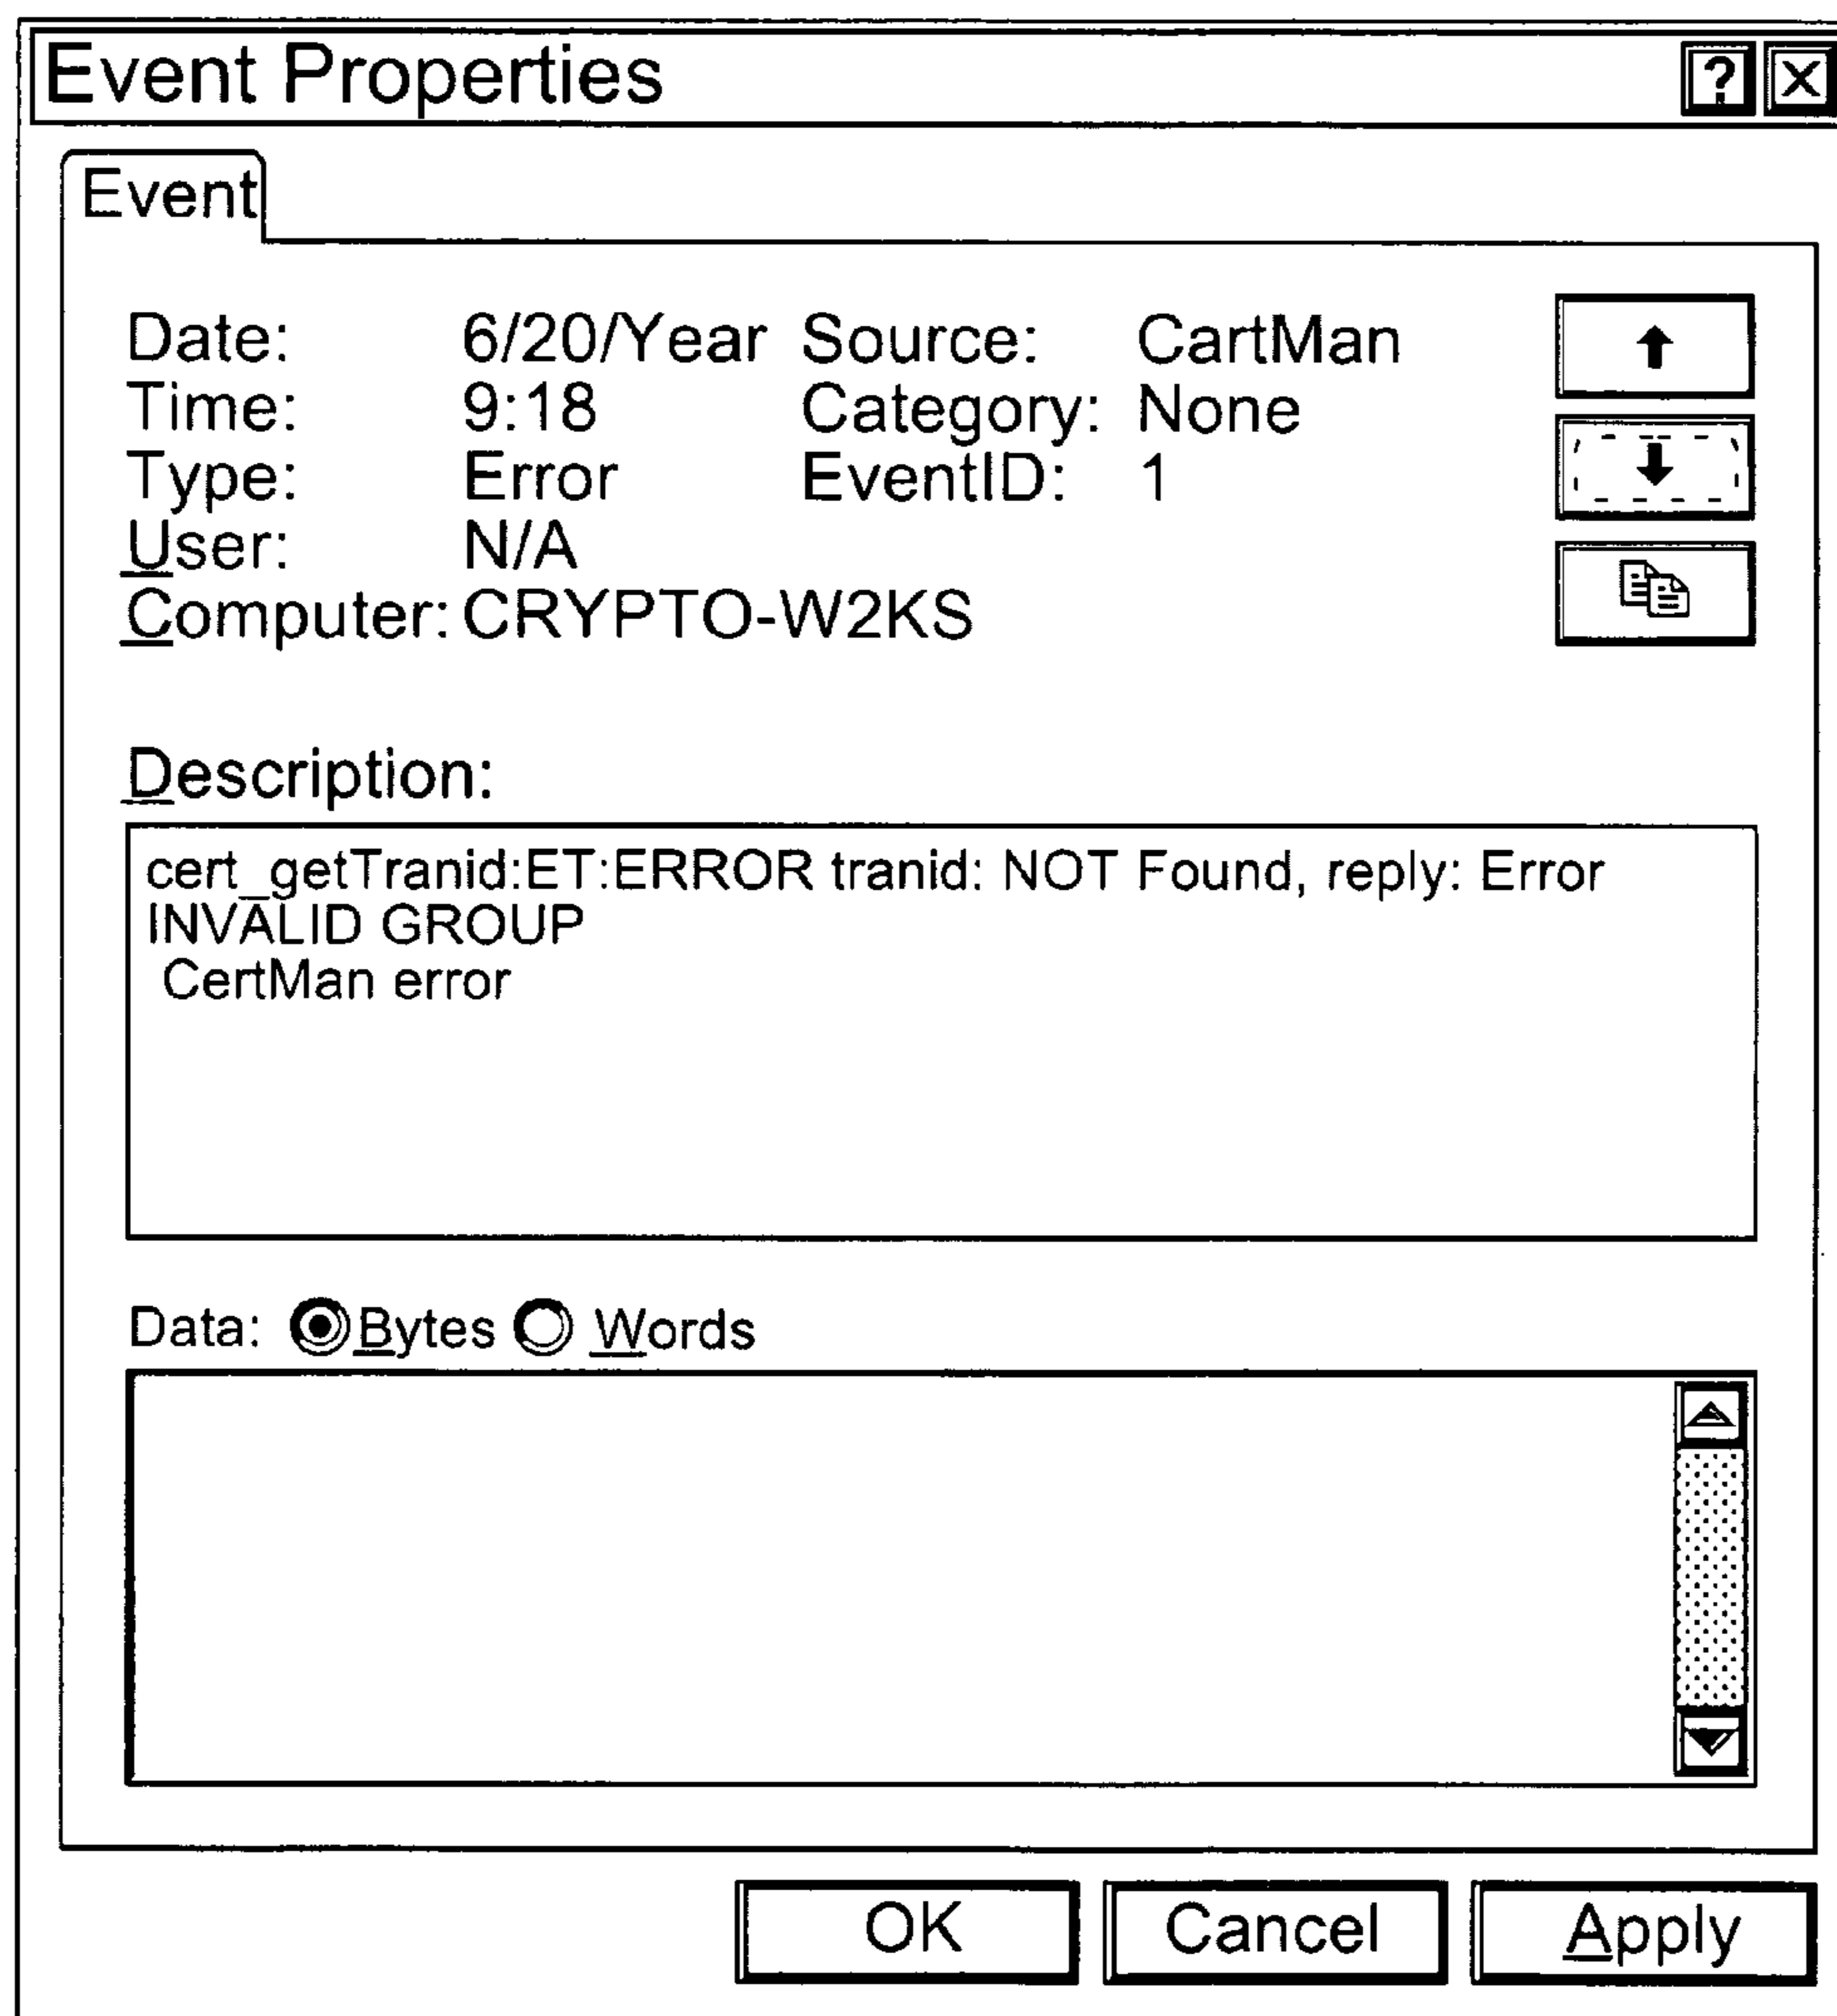 Event Properties ? X
Event
Date: 6/20/Year Source: CartMan
Time: 9:18 Category: None
Type: Error EventID: 1
User: N/A
Computer: CRYPTO-W2KS
Description:
cert_getTranid:ET:ERROR tranid: NOT Found, reply: Error
INVALID GROUP
CertMan error
Data: Bytes Words
OK Cancel Apply